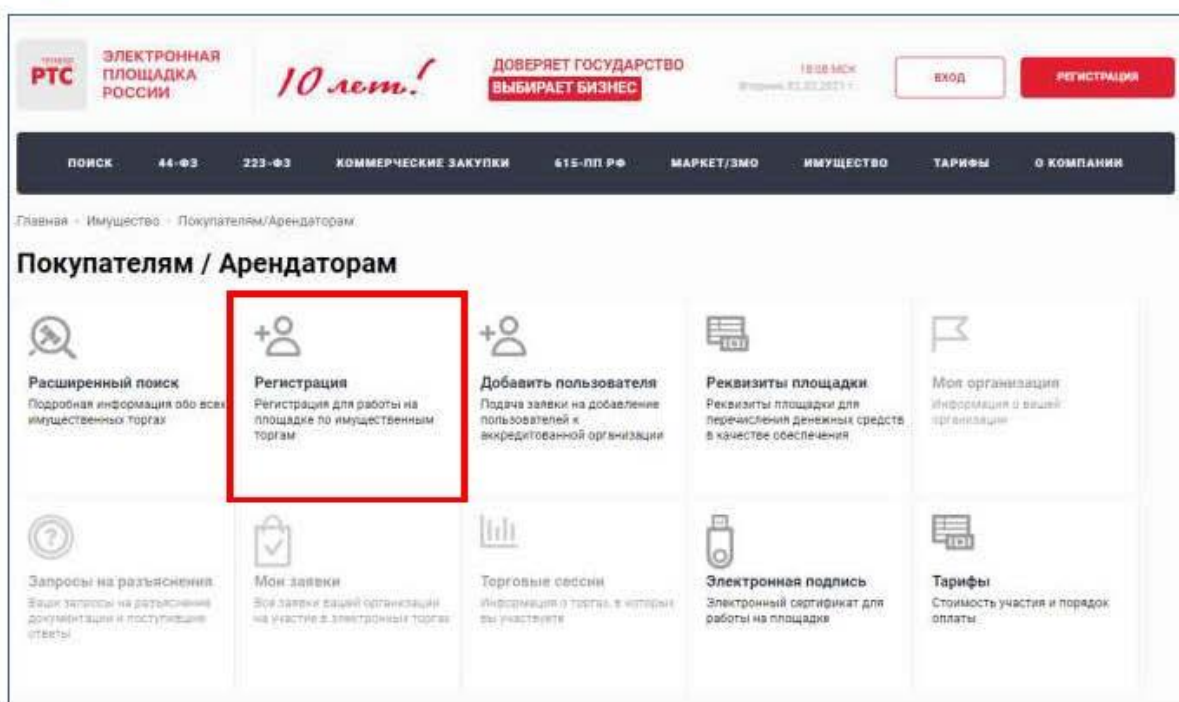 РТС
ЭЛЕКТРОННАЯ
ПЛОЩАДКА
РОССИИ
10 лет!
ДОВЕРЯЕТ ГОСУДАРСТВО
ВЫБИРАЕТ БИЗНЕС
МСК
ВХОД
РЕГИСТРАЦИЯ
ПОИСК 44-ФЗ 223-ФЗ КОММЕРЧЕСКИЕ ЗАКУПКИ 615-ПП РФ МАРКЕТ/ЗМО ИМУЩЕСТВО ТАРИФЫ О КОМПАНИИ
Главная - Имущество - Покупателям/Арендаторам
Покупателям / Арендаторам
Расширенный поиск
Подробная информация обо всех
имущественных торгах
Регистрация
Регистрация для работы на
площадке по имущественным
торгам
Добавить пользователя
Подача заявки на добавление
пользователей к
аккредитованной организации
Реквизиты площадки
Реквизиты площадки для
перечисления денежных средств
в качестве обеспечения
Моя организация
Информация о вашей
организации
Запросы на разъяснения
Ваши запросы на разъяснение
документации и поступившие
ответы
Мои заявки
Все заявки вашей организации
на участие в электронных торгах
Торговые сессии
Информация о торгах, в которых
вы участвуете
Электронная подпись
Электронный сертификат для
работы на площадке
Тарифы
Стоимость участия и порядок
оплаты